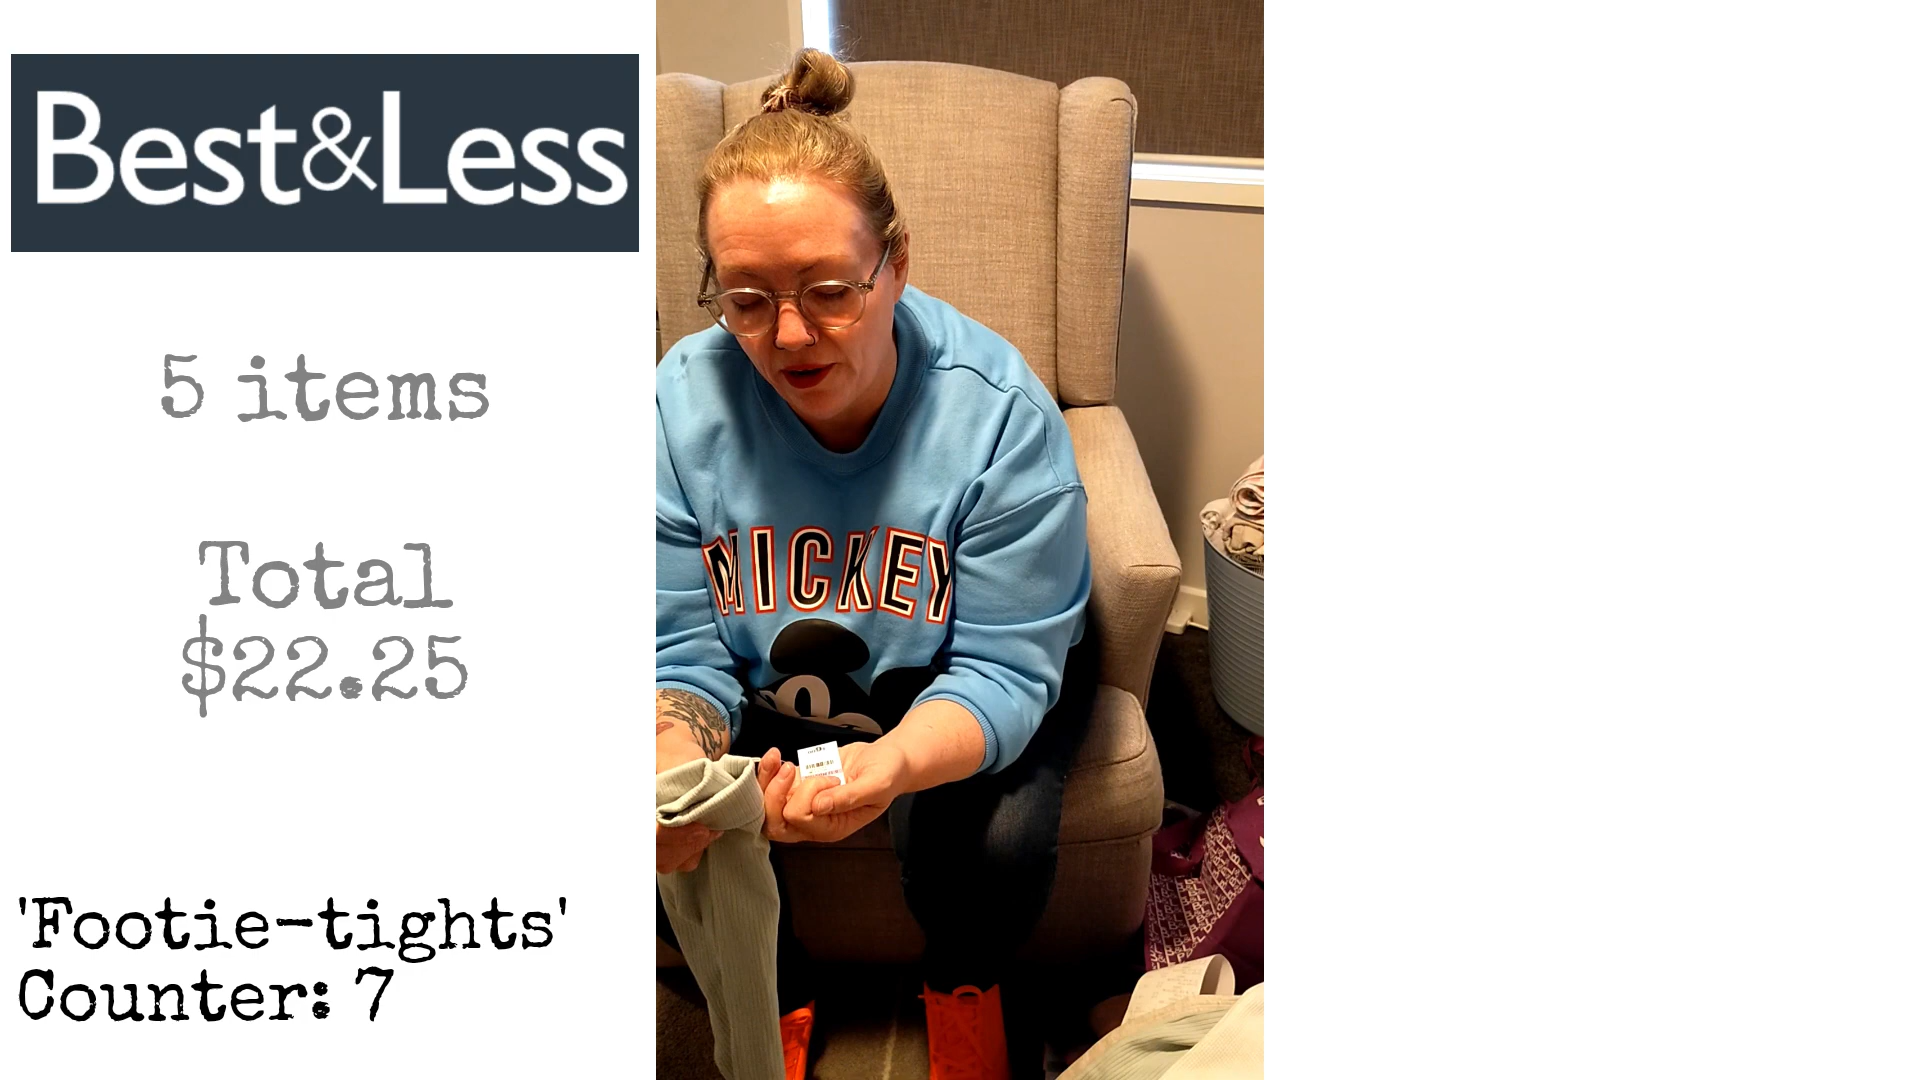 Best&Less
5 items
Total
$22.25
'Footie-tights'
Counter: 7
MICKEY